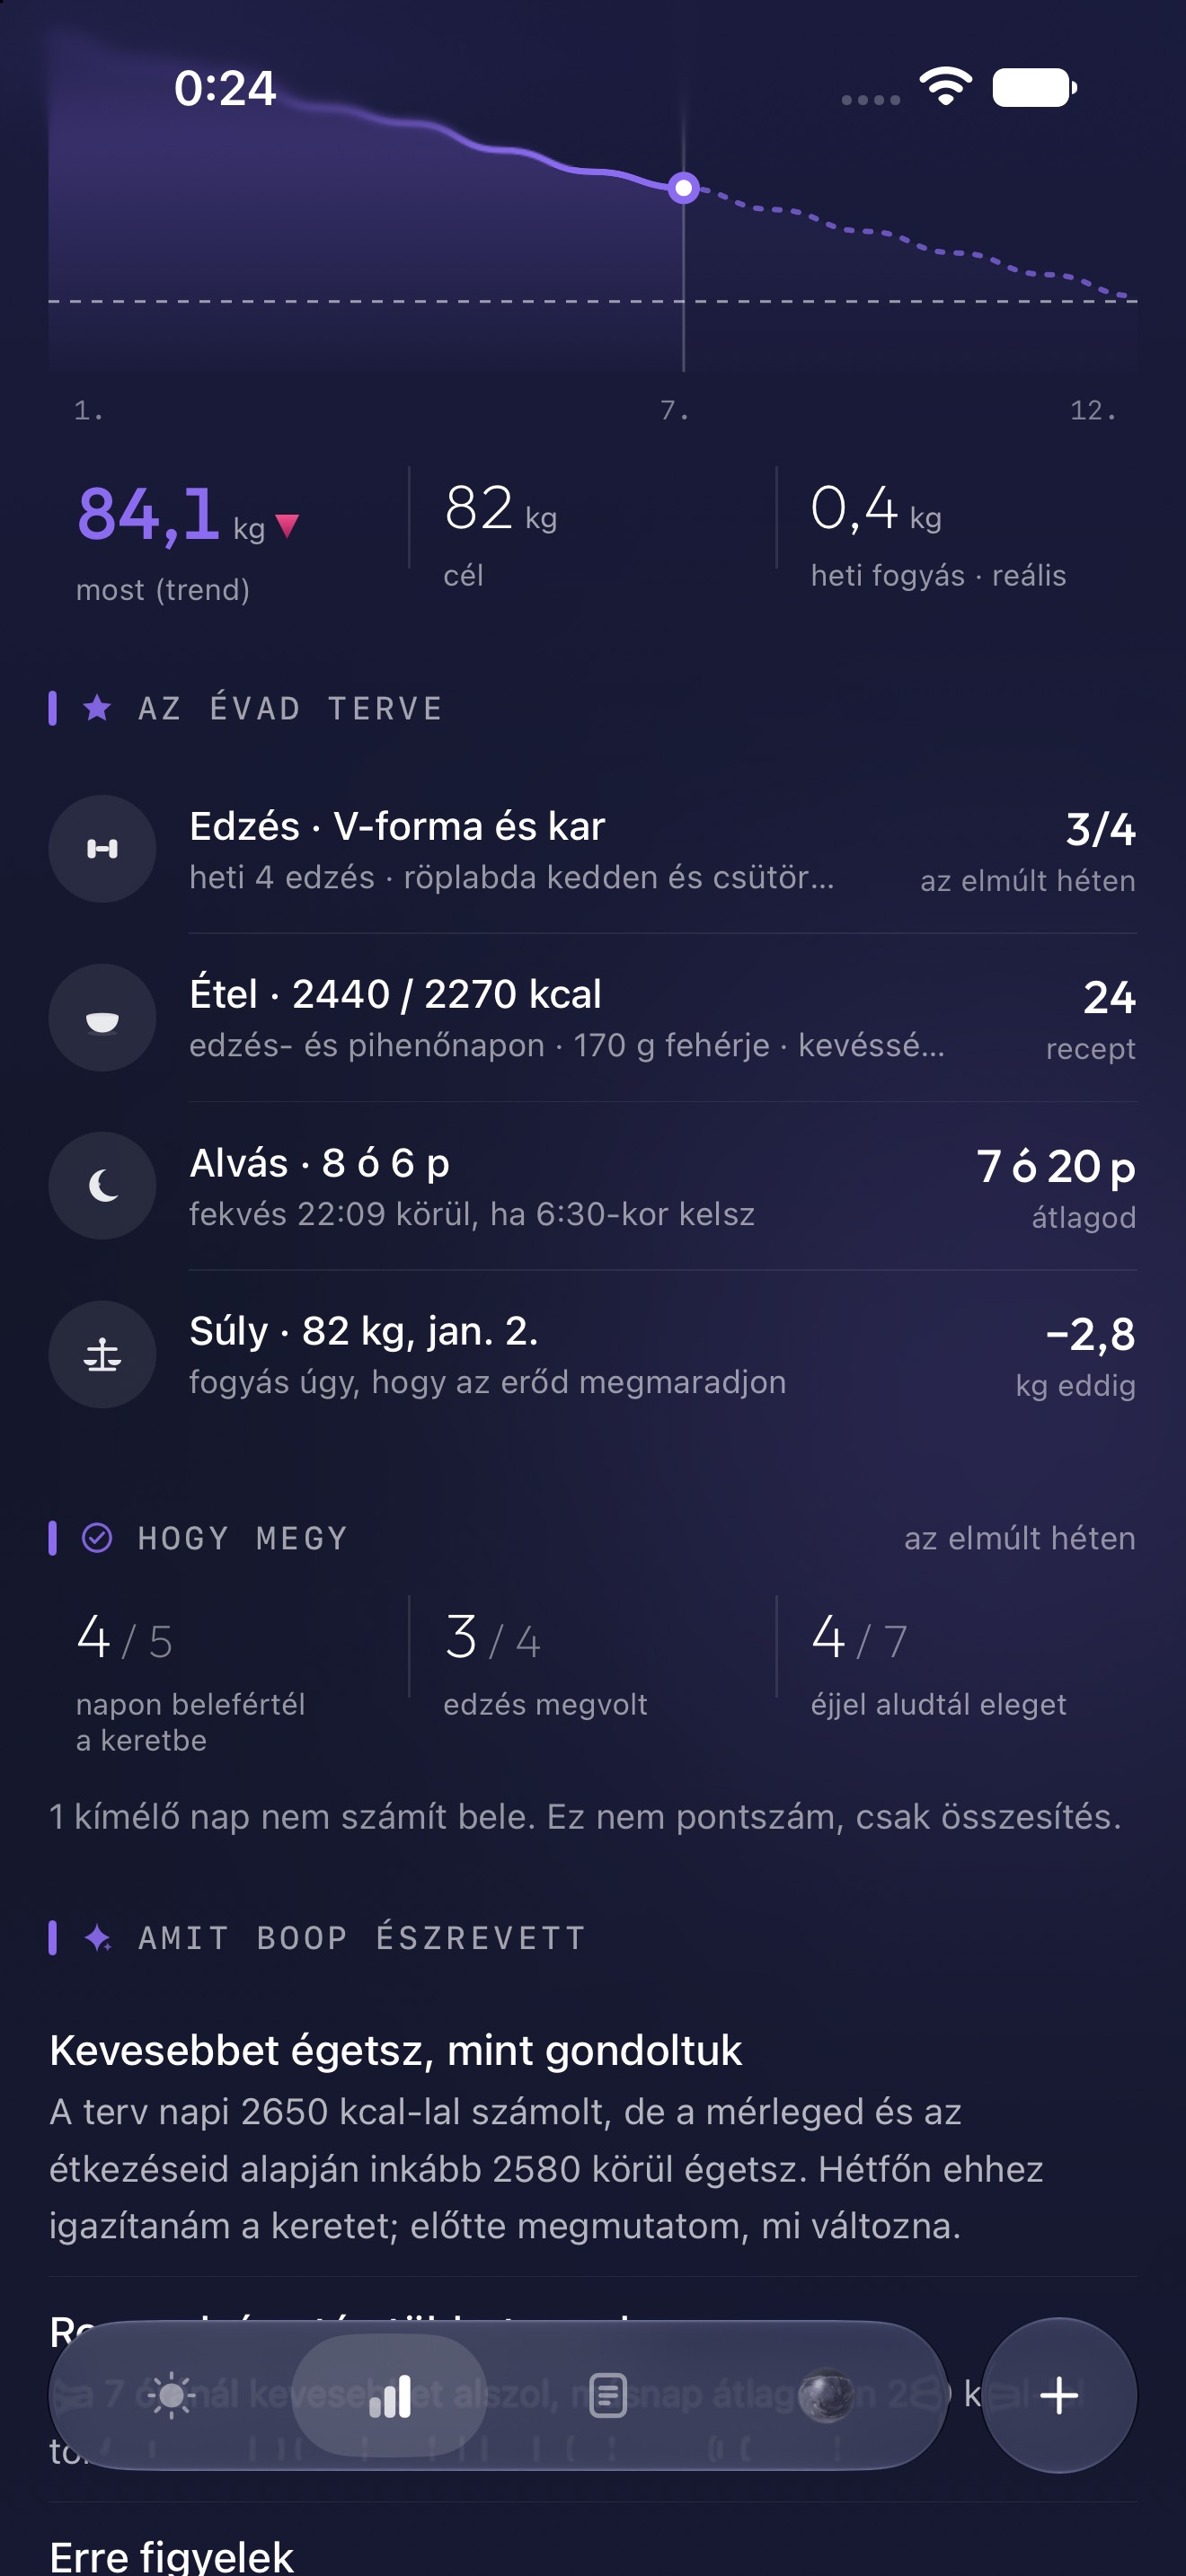 0:24
1. 7. 12.
84,1 kg
most (trend)
82 kg
cél
0,4 kg
heti fogyás · reális
AZ ÉVAD TERVE
Edzés · V-forma és kar
heti 4 edzés · röplabda kedden és csütör...
3/4
az elmúlt héten
Étel · 2440 / 2270 kcal
edzés- és pihenőnapon · 170 g fehérje · kevéssé...
24
recept
Alvás · 8 ó 6 p
fekvés 22:09 körül, ha 6:30-kor kelsz
7 ó 20 p
átlagod
Súly · 82 kg, jan. 2.
fogyás úgy, hogy az erőd megmaradjon
−2,8
kg eddig
HOGY MEGY
az elmúlt héten
4 / 5
napon belefértél
a keretbe
3 / 4
edzés megvolt
4 / 7
éjjel aludtál eleget
1 kímélő nap nem számít bele. Ez nem pontszám, csak összesítés.
AMIT BOOP ÉSZREVETT
Kevesebbet égetsz, mint gondoltuk
A terv napi 2650 kcal-lal számolt, de a mérleged és az
étkezéseid alapján inkább 2580 körül égetsz. Hétfőn ehhez
igazítanám a keretet; előtte megmutatom, mi változna.
7 kevesebbet alszol,
Erre figyelek